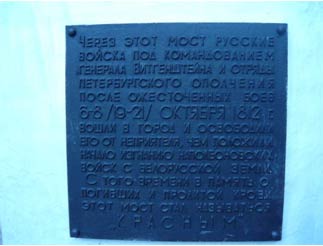 ЧЕРЕЗ ЭТОТ МОСТ РУССКИЕ
ВОЙСКА ПОД КОМАНДОВАНИЕМ
ГЕНЕРАЛА ВИТГЕНШТЕЙНА И ОТРЯДЫ
ПЕТЕРБУРГСКОГО ОПОЛЧЕНИЯ
ПОСЛЕ ОЖЕСТОЧЕННЫХ БОЕВ
6-8 /19-21/ ОКТЯБРЯ 1812 г.
ВОШЛИ В ГОРОД И ОСВОБОДИЛИ
ЕГО ОТ НЕПРИЯТЕЛЯ, ЧЕМ ПОЛОЖИЛИ
НАЧАЛО ИЗГНАНИЮ НАПОЛЕОНОВСКИХ
ВОЙСК С БЕЛОРУССКОЙ ЗЕМЛИ.
С ТОГО ВРЕМЕНИ В ПАМЯТЬ О
ПОГИБШИХ И ПРОЛИТОЙ КРОВИ
ЭТОТ МОСТ СТАЛ НАЗЫВАТЬСЯ
„КРАСНЫМ"